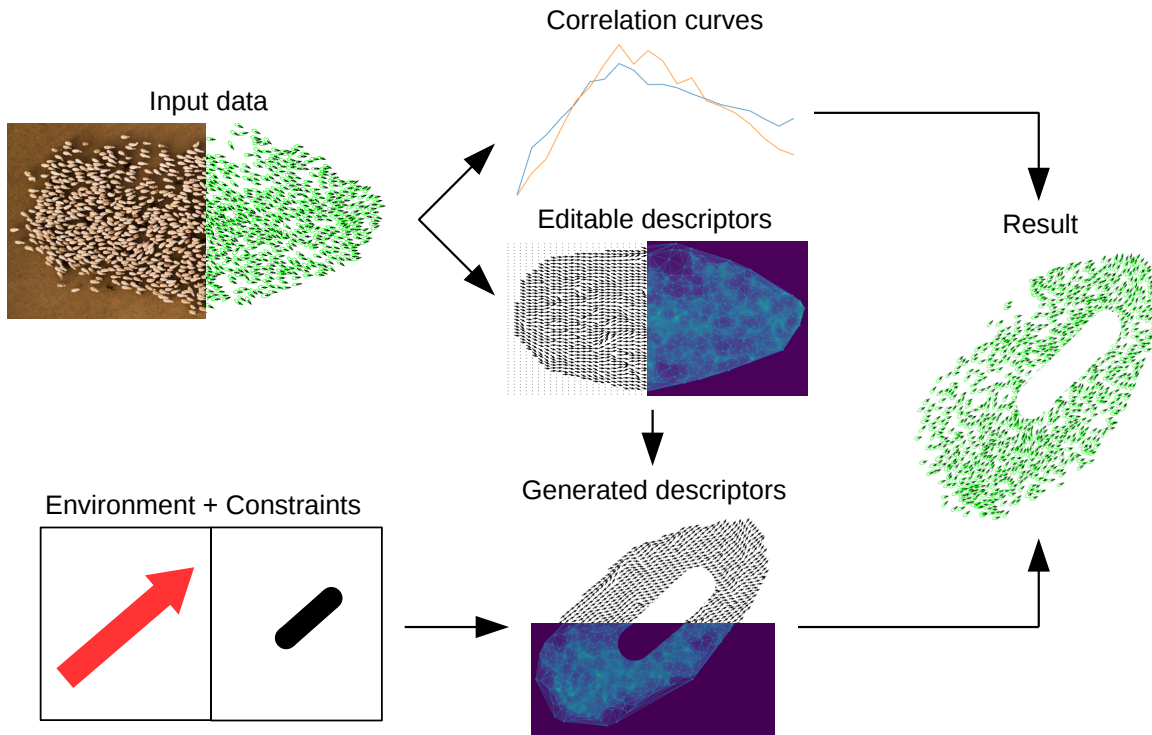 Correlation curves
Input data
Editable descriptors
Result
Generated descriptors
Environment + Constraints